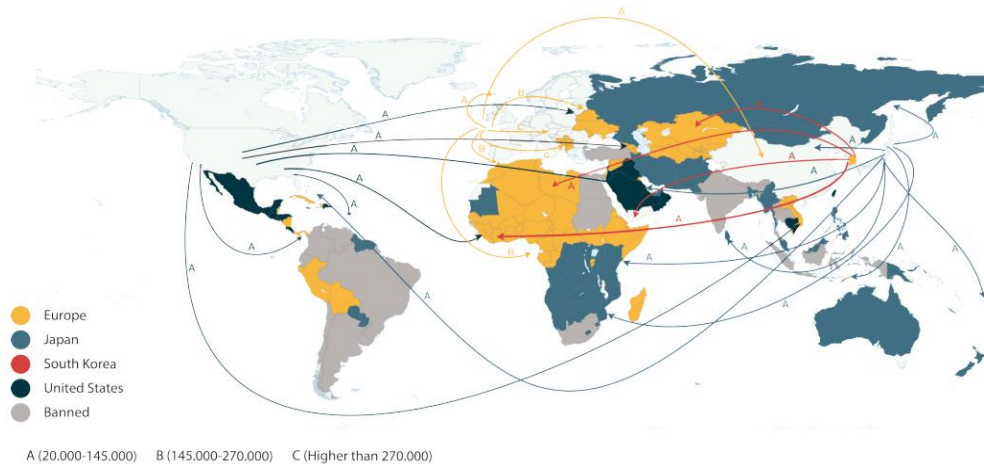 A
A
B
A
A
A
C
A
A
B
A
A
A
A
A
A
A
A
B
A
A
A
Europe
Japan
South Korea
United States
Banned
A (20.000-145.000) B (145.000-270.000) C (Higher than 270.000)